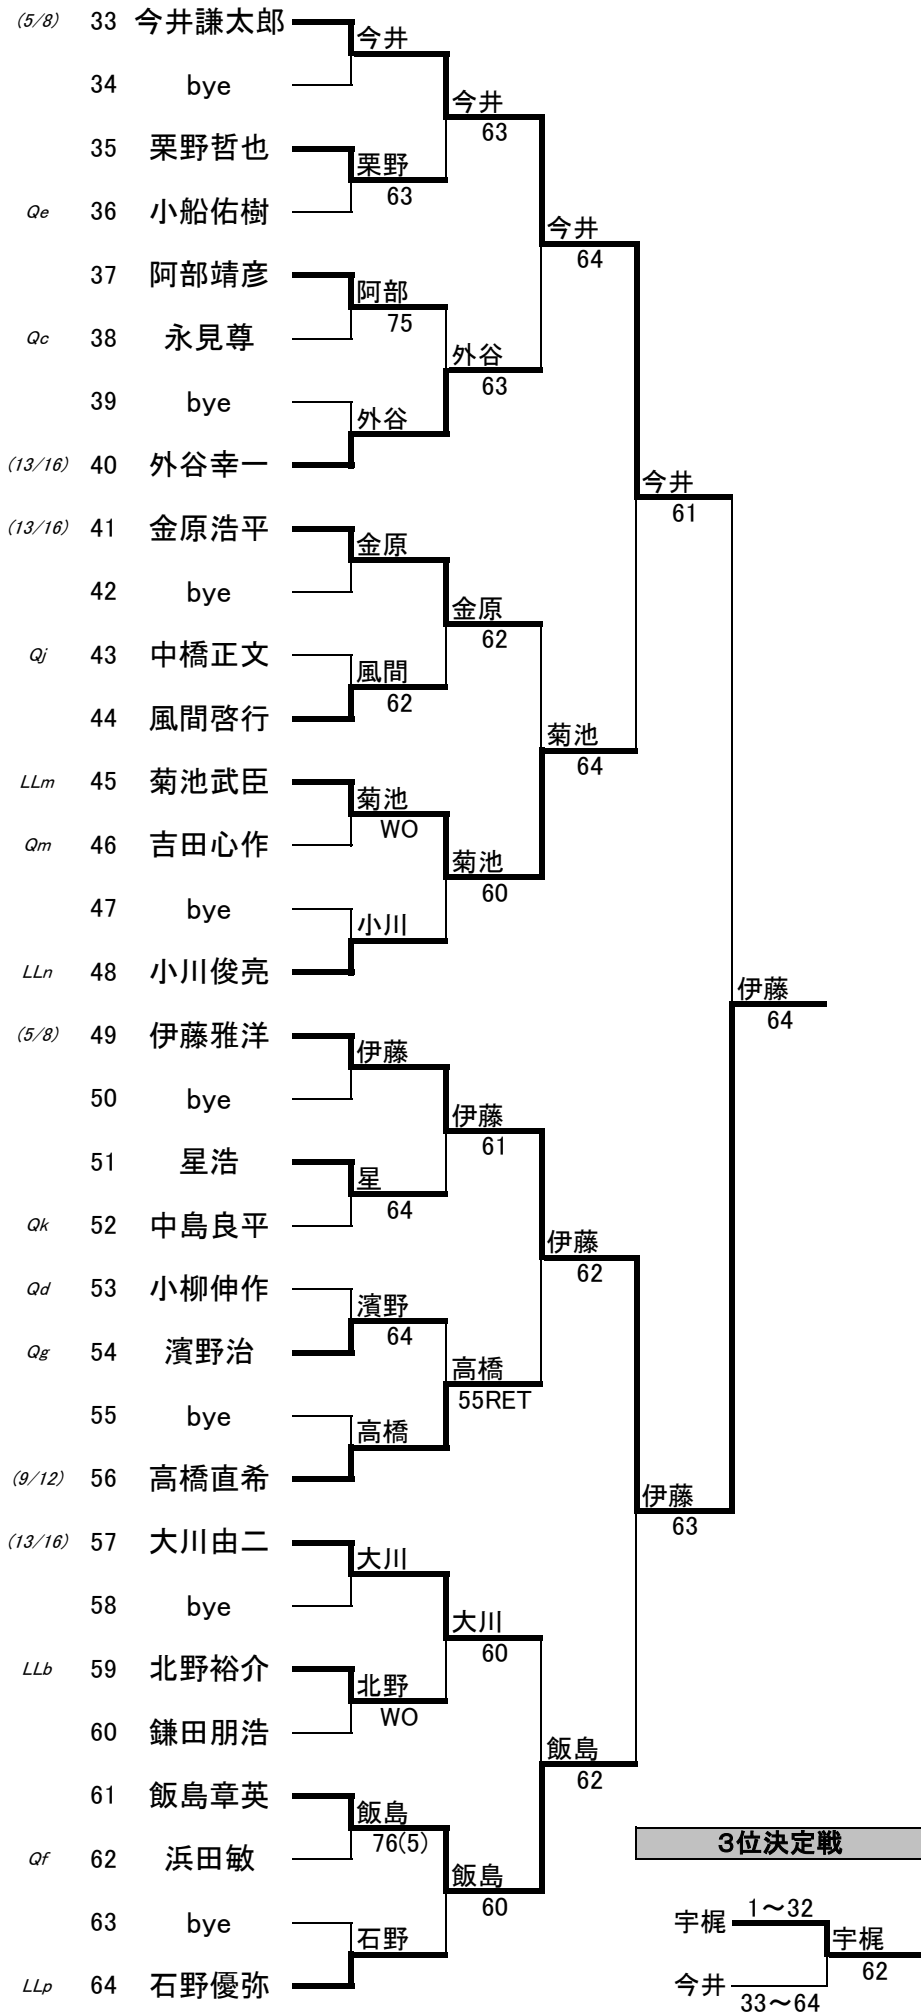 (5/8) 33 今井謙太郎
今井
34 bye
今井
63
35 栗野哲也
栗野
63
Qe 36 小船佑樹
今井
64
37 阿部靖彦
阿部
75
Qc 38 永見尊
外谷
63
39 bye
外谷
(13/16) 40 外谷幸一
今井
61
(13/16) 41 金原浩平
金原
42 bye
金原
62
Qj 43 中橋正文
風間
62
44 風間啓行
菊池
64
LLm 45 菊池武臣
菊池
WO
Qm 46 吉田心作
菊池
60
47 bye
小川
LLn 48 小川俊亮
伊藤
64
(5/8) 49 伊藤雅洋
伊藤
50 bye
伊藤
61
51 星浩
星
64
Qk 52 中島良平
伊藤
62
Qd 53 小柳伸作
濱野
64
Qg 54 濱野治
高橋
55RET
55 bye
高橋
(9/12) 56 高橋直希
伊藤
63
(13/16) 57 大川由二
大川
58 bye
大川
60
LLb 59 北野裕介
北野
WO
60 鎌田朋浩
飯島
62
61 飯島章英
飯島
76(5)
Qf 62 浜田敏
飯島
60
63 bye
石野
LLp 64 石野優弥
3位決定戦
宇梶 1～32
宇梶
62
今井
33～64